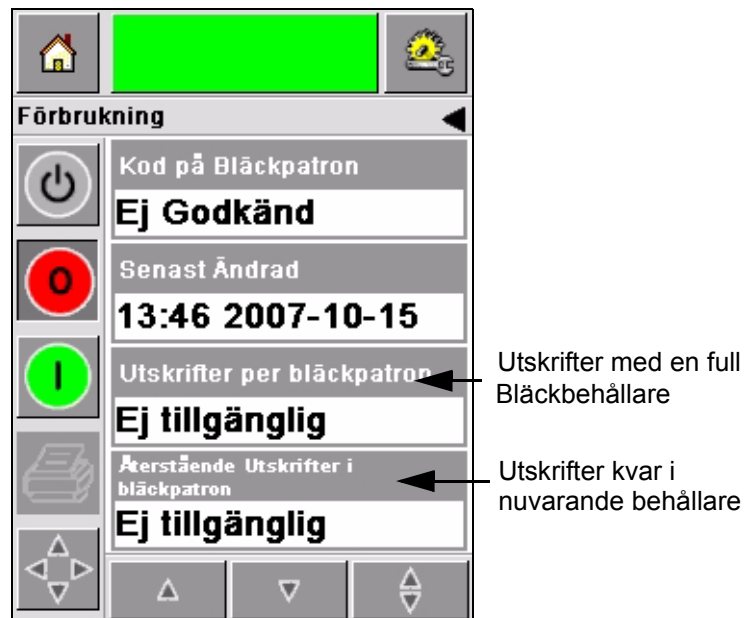 Förbrukning
Kod på Bläckpatron
Ej Godkänd
Senast Ändrad
13:46 2007-10-15
Utskrifter per bläckpatron
Ej tillgänglig
Återstående Utskrifter i
bläckpatron
Ej tillgänglig
O
I
Utskrifter med en full
Bläckbehållare
Utskrifter kvar i
nuvarande behållare